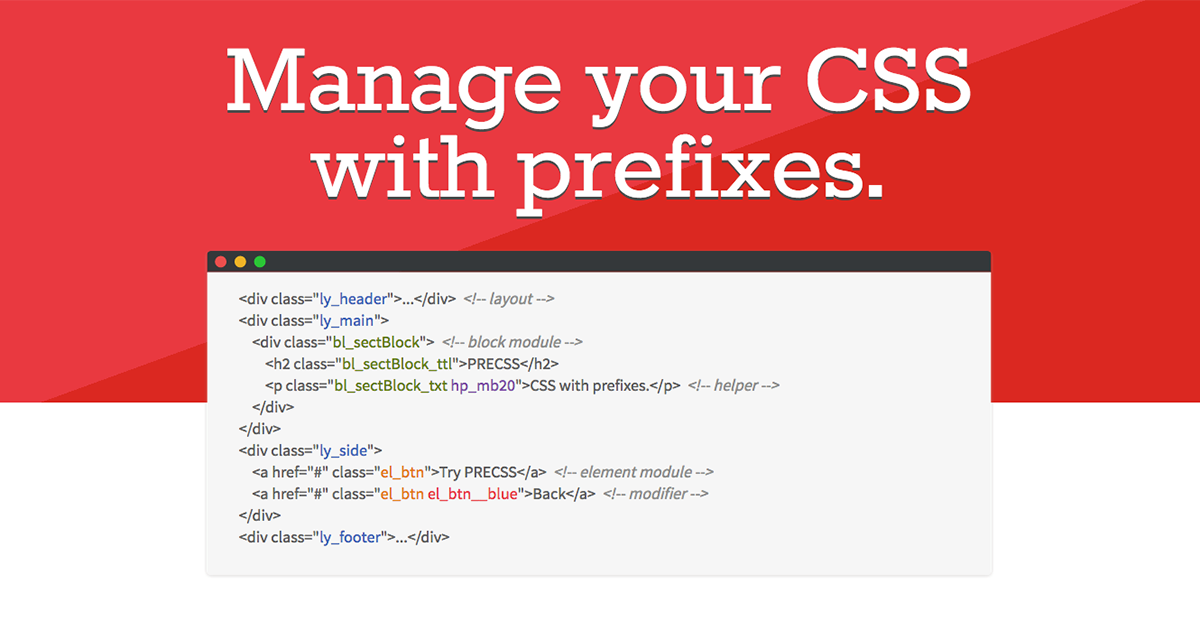 Manage your CSS
with prefixes.
<div class="ly_header">...</div> <!-- layout -->
<div class="ly_main">
<div class="bl_sectBlock"> <!-- block module -->
<h2 class="bl_sectBlock_ttl">PRECSS</h2>
<p class="bl_sectBlock_txt hp_mb20">CSS with prefixes.</p> <!-- helper -->
</div>
</div>
<div class="ly_side">
<a href="#" class="el_btn">Try PRECSS</a> <!-- element module -->
<a href="#" class="el_btn el_btn__blue">Back</a> <!-- modifier -->
</div>
<div class="ly_footer">...</div>